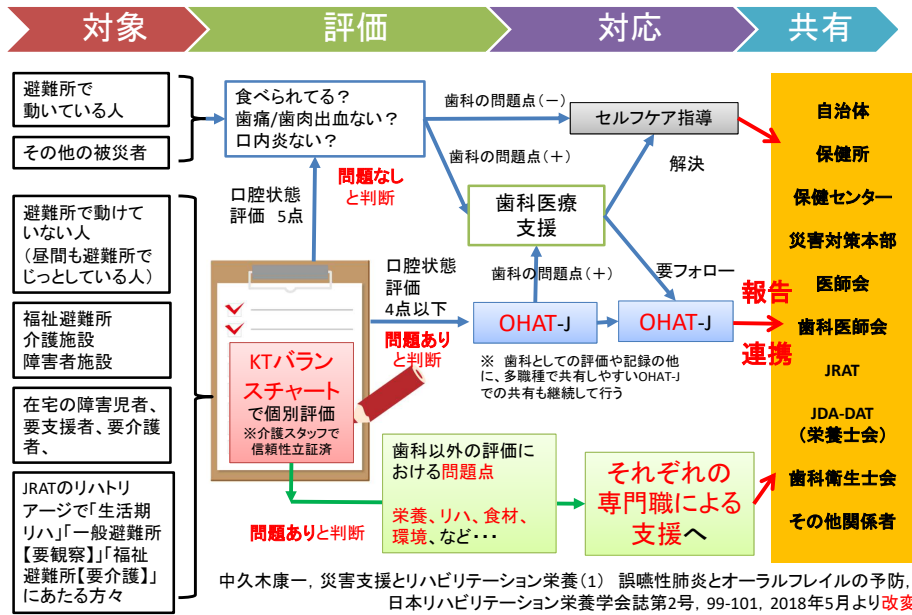 対象
評価
対応
共有
避難所で
動いている人
その他の被災者
避難所で動けて
いない人
(昼間も避難所で
じっとしている人)
福祉避難所
介護施設
障害者施設
在宅の障害児者、
要支援者、要介護
者、
JRATのリハトリ
アージで「生活期
リハ」「一般避難所
【要観察】」「福祉
避難所【要介護】」
にあたる方々
食べられてる?
歯痛/歯肉出血ない?
口内炎ない?
口腔状態
評価 5点
問題なし
と判断
KTバラン
スチャート
で個別評価
※介護スタッフで
信頼性立証済
口腔状態
評価
4点以下
問題あり
と判断
問題ありと判断
歯科の問題点(-)
歯科の問題点(+)
セルフケア指導
解決
歯科医療
支援
歯科の問題点(+)
要フォロー
OHAT-J
OHAT-J
※ 歯科としての評価や記録の他
に、多職種で共有しやすいOHAT-J
での共有も継続して行う
歯科以外の評価に
おける問題点
栄養、リハ、食材、
環境、など・・・
それぞれの
専門職による
支援へ
報告
連携
自治体
保健所
保健センター
災害対策本部
医師会
歯科医師会
JRAT
JDA-DAT
(栄養士会)
歯科衛生士会
その他関係者
中久木康一, 災害支援とリハビリテーション栄養(1) 誤嚥性肺炎とオーラルフレイルの予防,
日本リハビリテーション栄養学会誌第2号, 99-101, 2018年5月より改変